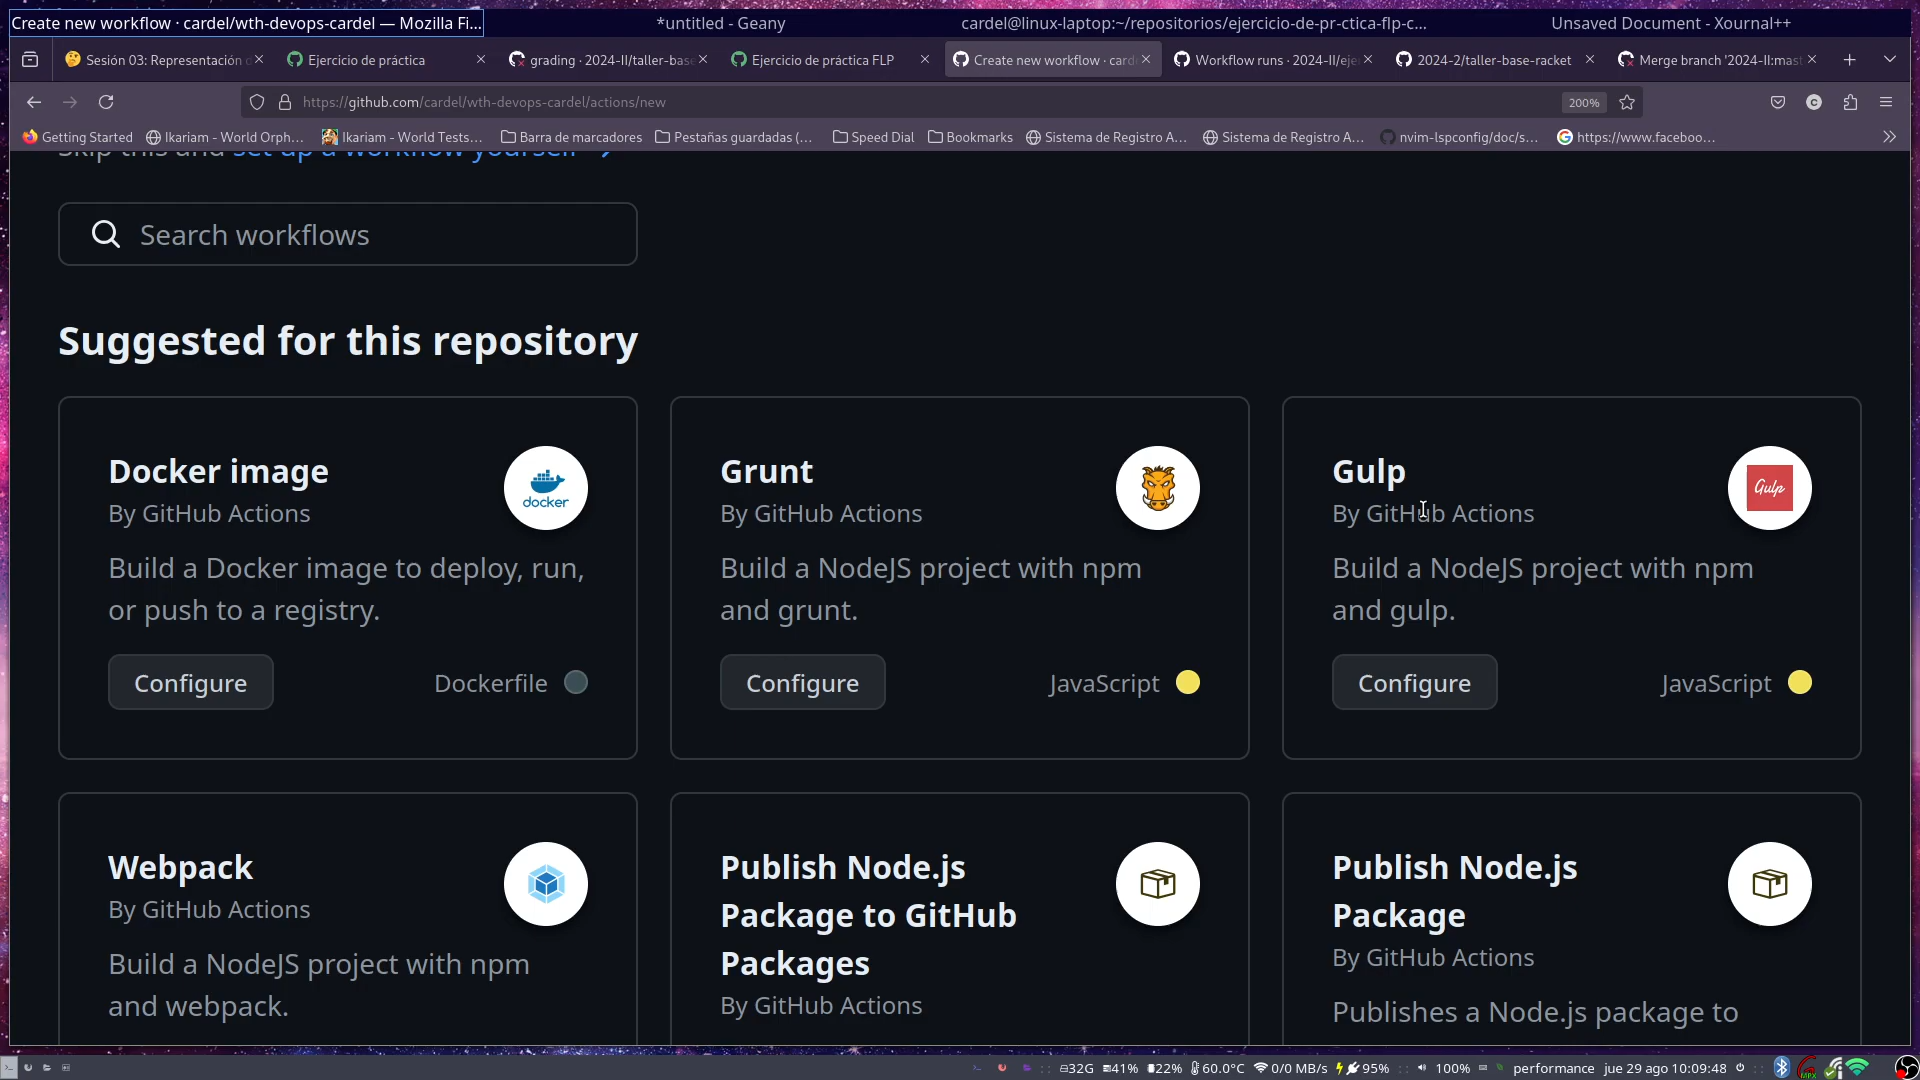 Create new workflow · cardel/wth-devops-cardel — Mozilla Fi...
*untitled - Geany
cardel@linux-laptop:~/repositorios/ejercicio-de-pr-ctica-flp-c...
Unsaved Document - Xournal++
Sesión 03: Representación d
Ejercicio de práctica
grading · 2024-II/taller-base
Ejercicio de práctica FLP
Create new workflow · card
Workflow runs · 2024-II/eje
2024-2/taller-base-racket
Merge branch '2024-II:mast
https://github.com/cardel/wth-devops-cardel/actions/new
200%
Getting Started
Ikariam - World Orph...
Ikariam - World Tests...
Barra de marcadores
Pestañas guardadas (...
Speed Dial
Bookmarks
Sistema de Registro A...
Sistema de Registro A...
nvim-lspconfig/doc/s...
https://www.faceboo...
Skip this and set up a workflow yourself
Search workflows
Suggested for this repository
Docker image
By GitHub Actions
Build a Docker image to deploy, run,
or push to a registry.
Configure
Dockerfile
docker
Grunt
By GitHub Actions
Build a NodeJS project with npm
and grunt.
Configure
JavaScript
Gulp
By GitHub Actions
Build a NodeJS project with npm
and gulp.
Configure
JavaScript
Gulp
Webpack
By GitHub Actions
Build a NodeJS project with npm
and webpack.
Publish Node.js
Package to GitHub
Packages
By GitHub Actions
Publish Node.js
Package
By GitHub Actions
Publishes a Node.js package to
32G
41%
22%
60.0°C
0/0 MB/s
95%
100%
performance
jue 29 ago 10:09:48